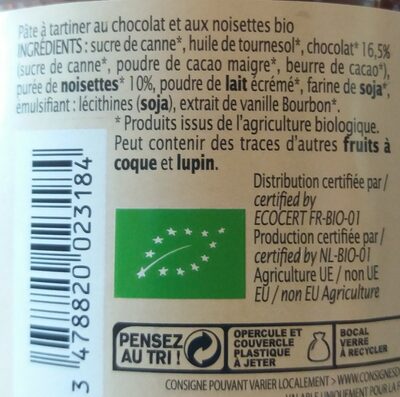 Pâte à tartiner au chocolat et aux noisettes bio
INGRÉDIENTS : sucre de canne*, huile de tournesol*, chocolat* 16,5%
(sucre de canne*, poudre de cacao maigre*, beurre de cacao*),
purée de noisettes* 10%, poudre de lait écrémé*, farine de soja*,
émulsifiant : lécithines (soja), extrait de vanille Bourbon*.
* Produits issus de l'agriculture biologique.
Peut contenir des traces d'autres fruits à
coque et lupin.
Distribution certifiée par /
certified by
ECOCERT FR-BIO-01
Production certifiée par /
certified by NL-BIO-01
Agriculture UE / non UE
EU / non EU Agriculture
3 478820 023184
PENSEZ
AU TRI !
OPERCULE ET
COUVERCLE
PLASTIQUE
À JETER
BOCAL
VERRE
À RECYCLER
CONSIGNE POUVANT VARIER LOCALEMENT > WWW.CONSIGNESD